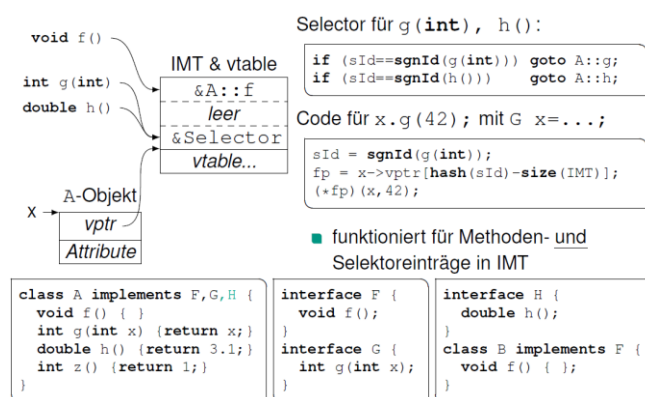 void f()
int g(int)
double h()
IMT & vtable
&A::f
leer
&Selector
vtable...
A-Objekt
x
vptr
Attribute
Selector für g(int), h():
if (sId==sgnId(g(int))) goto A::g;
if (sId==sgnId(h())) goto A::h;
Code für x.g(42); mit G x=...;
sId = sgnId(g(int));
fp = x->vptr[hash(sId)-size(IMT)];
(*fp)(x,42);
funktioniert für Methoden- und
Selektoreinträge in IMT
class A implements F,G,H {
void f() { }
int g(int x) {return x;}
double h() {return 3.1;}
int z() {return 1;}
}
interface F {
void f();
}
interface G {
int g(int x);
}
interface H {
double h();
}
class B implements F {
void f() { };
}